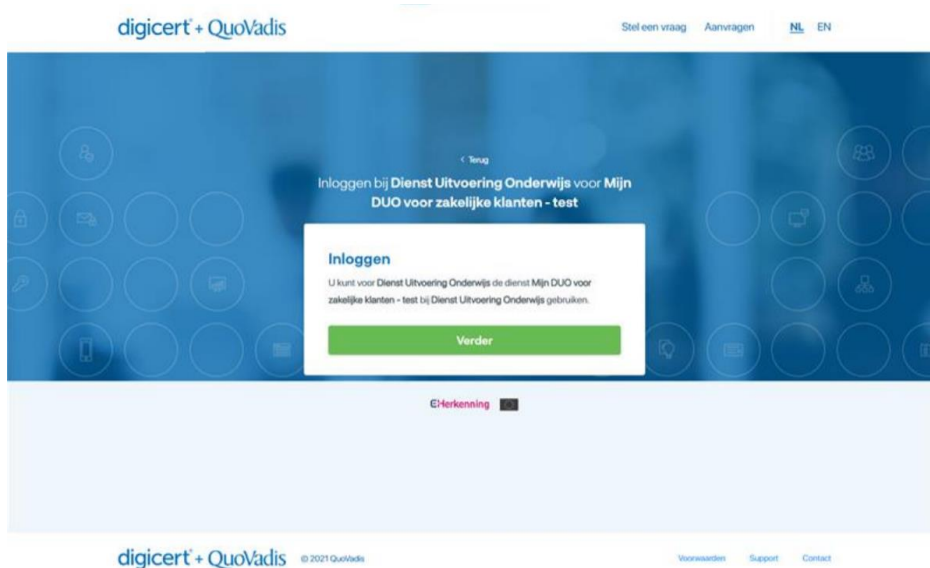 digicert® + QuoVadis
Stel een vraag Aanvragen NL EN
< Terug
Inloggen bij Dienst Uitvoering Onderwijs voor Mijn
DUO voor zakelijke klanten - test
Inloggen
U kunt voor Dienst Uitvoering Onderwijs de dienst Mijn DUO voor
zakelijke klanten - test bij Dienst Uitvoering Onderwijs gebruiken.
Verder
eHerkenning
digicert® + QuoVadis © 2021 QuoVadis
Voorwaarden Support Contact